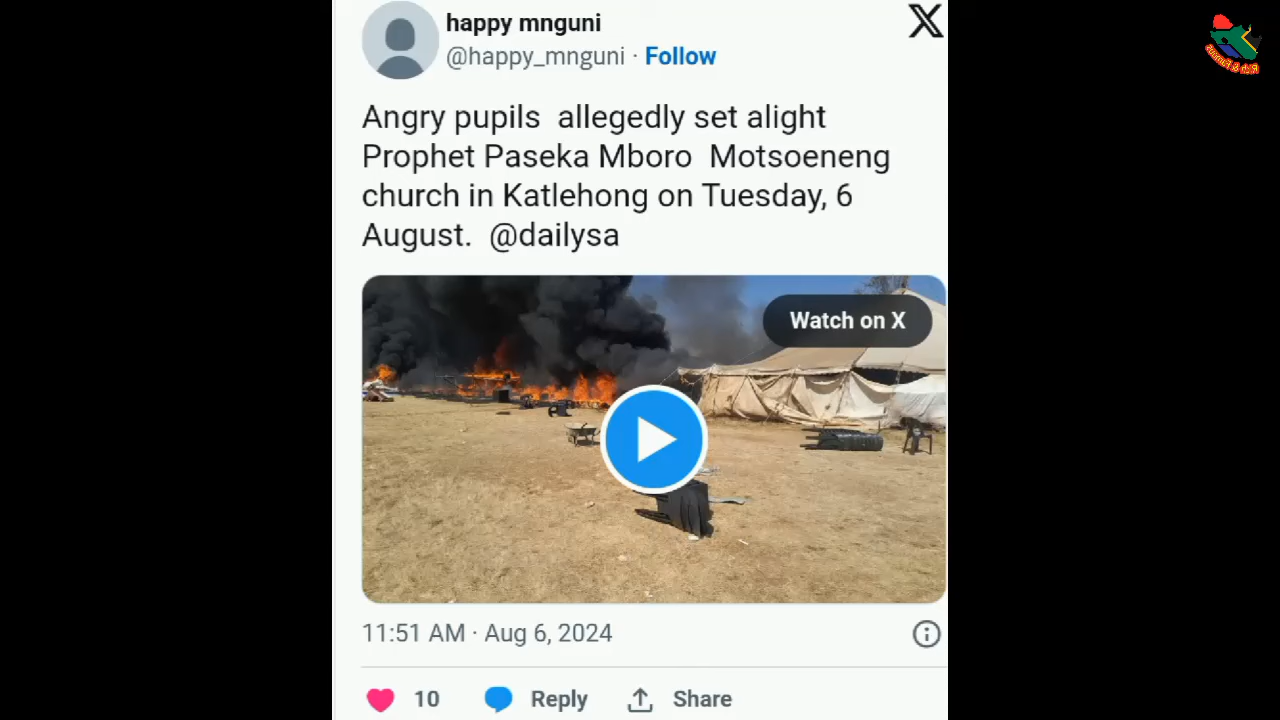 happy mnguni
@happy_mnguni · Follow
Angry pupils  allegedly set alight
Prophet Paseka Mboro  Motsoeneng
church in Katlehong on Tuesday, 6
August.  @dailysa
Watch on X
11:51 AM · Aug 6, 2024
10 Reply Share